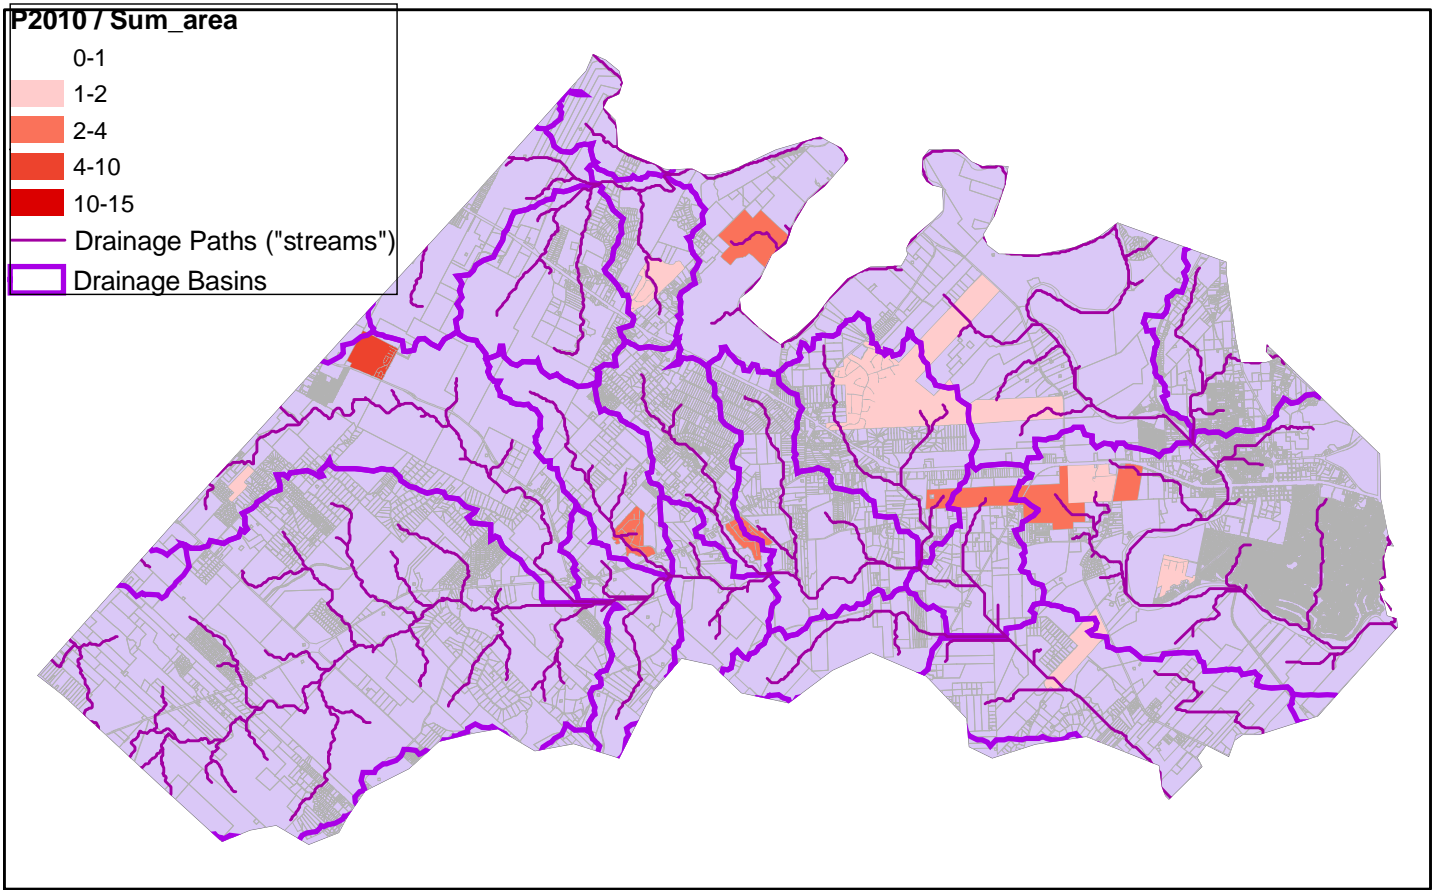 P2010 / Sum_area
0-1
1-2
2-4
4-10
10-15
Drainage Paths ("streams")
Drainage Basins